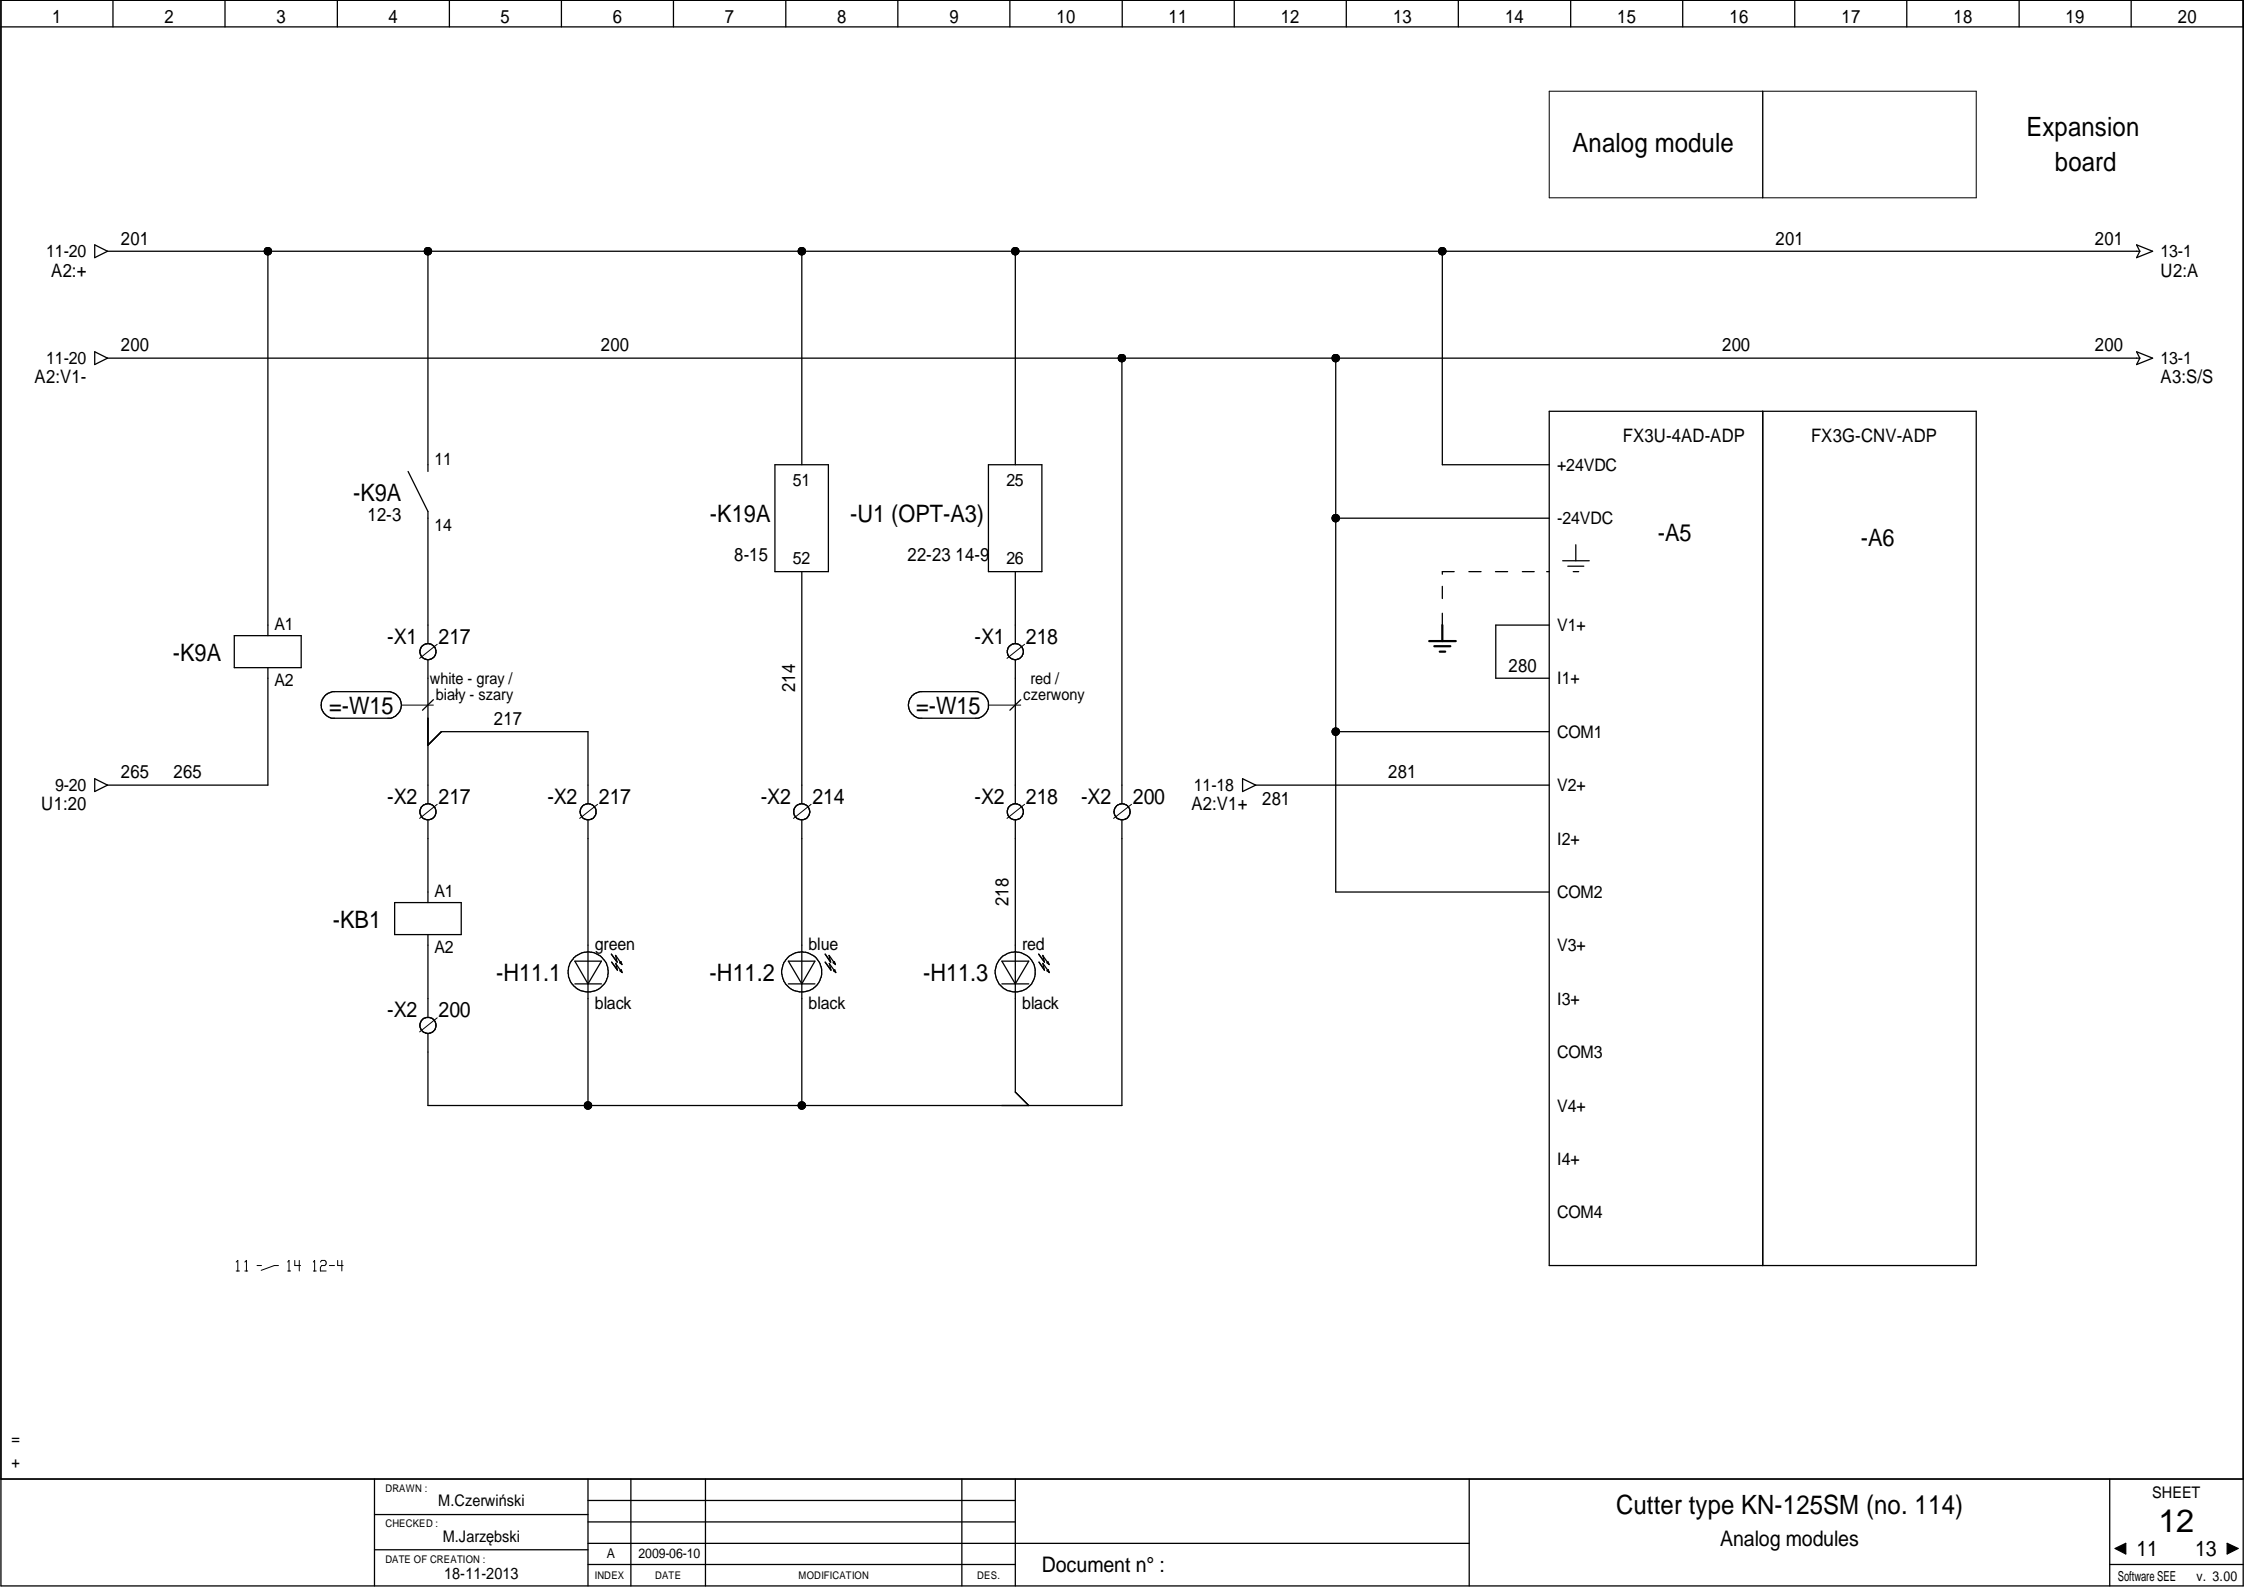 1 2 3 4 5 6 7 8 9 10 11 12 13 14 15 16 17 18 19 20
Analog module
Expansion
board
11-20 201 201 201 13-1
A2:+ U2:A
11-20 200 200 200 200 13-1
A2:V1- A3:S/S
FX3U-4AD-ADP FX3G-CNV-ADP
+24VDC
-24VDC
-A5 -A6
V1+
280
I1+
COM1
V2+
I2+
COM2
V3+
I3+
COM3
V4+
I4+
COM4
11
-K9A
12-3
14
51
-K19A
8-15 52
25
-U1 (OPT-A3)
22-23 14-9 26
A1
-K9A
A2
-X1 217
white - gray /
biały - szary
=-W15
217
214
-X1 218
red /
czerwony
=-W15
9-20 265 265
U1:20
-X2 217
-X2 217
-X2 214
-X2 218
-X2 200
11-18 281
A2:V1+ 281
A1
-KB1
A2
218
green
-H11.1
black
blue
-H11.2
black
red
-H11.3
black
-X2 200
11 14 12-4
=
+
DRAWN :
M.Czerwiński
CHECKED :
M.Jarzębski
DATE OF CREATION :
18-11-2013
A 2009-06-10
INDEX DATE MODIFICATION DES.
Document n° :
Cutter type KN-125SM (no. 114)
Analog modules
SHEET
12
11 13
Software SEE v. 3.00